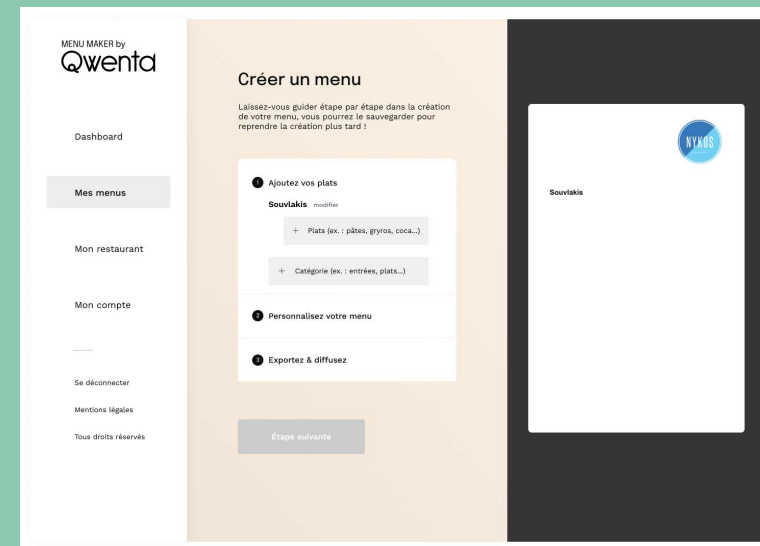 MENU MAKER by
Qwenta
Dashboard
Mes menus
Mon restaurant
Mon compte
Se déconnecter
Mentions légales
Tous droits réservés
Créer un menu
Laissez-vous guider étape par étape dans la création
de votre menu, vous pourrez le sauvegarder pour
reprendre la création plus tard !
1 Ajoutez vos plats
Souvlakis modifier
+ Plats (ex. : pâtes, gryros, coca...)
+ Catégorie (ex. : entrées, plats...)
2 Personnalisez votre menu
3 Exportez & diffusez
Étape suivante
NYKOS
Souvlakis